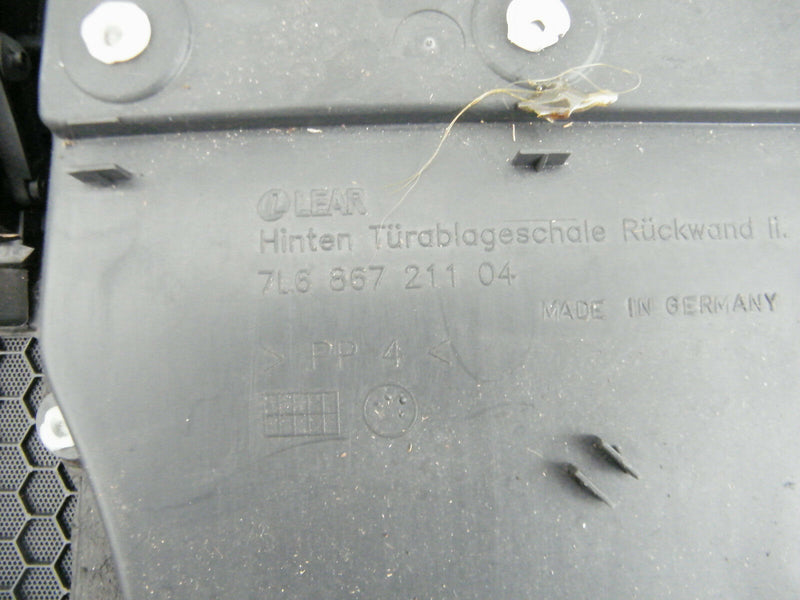 LEAR
Hinten Türablageschale Rückwand li.
7L6 867 211 04
MADE IN GERMANY
> PP 4 <